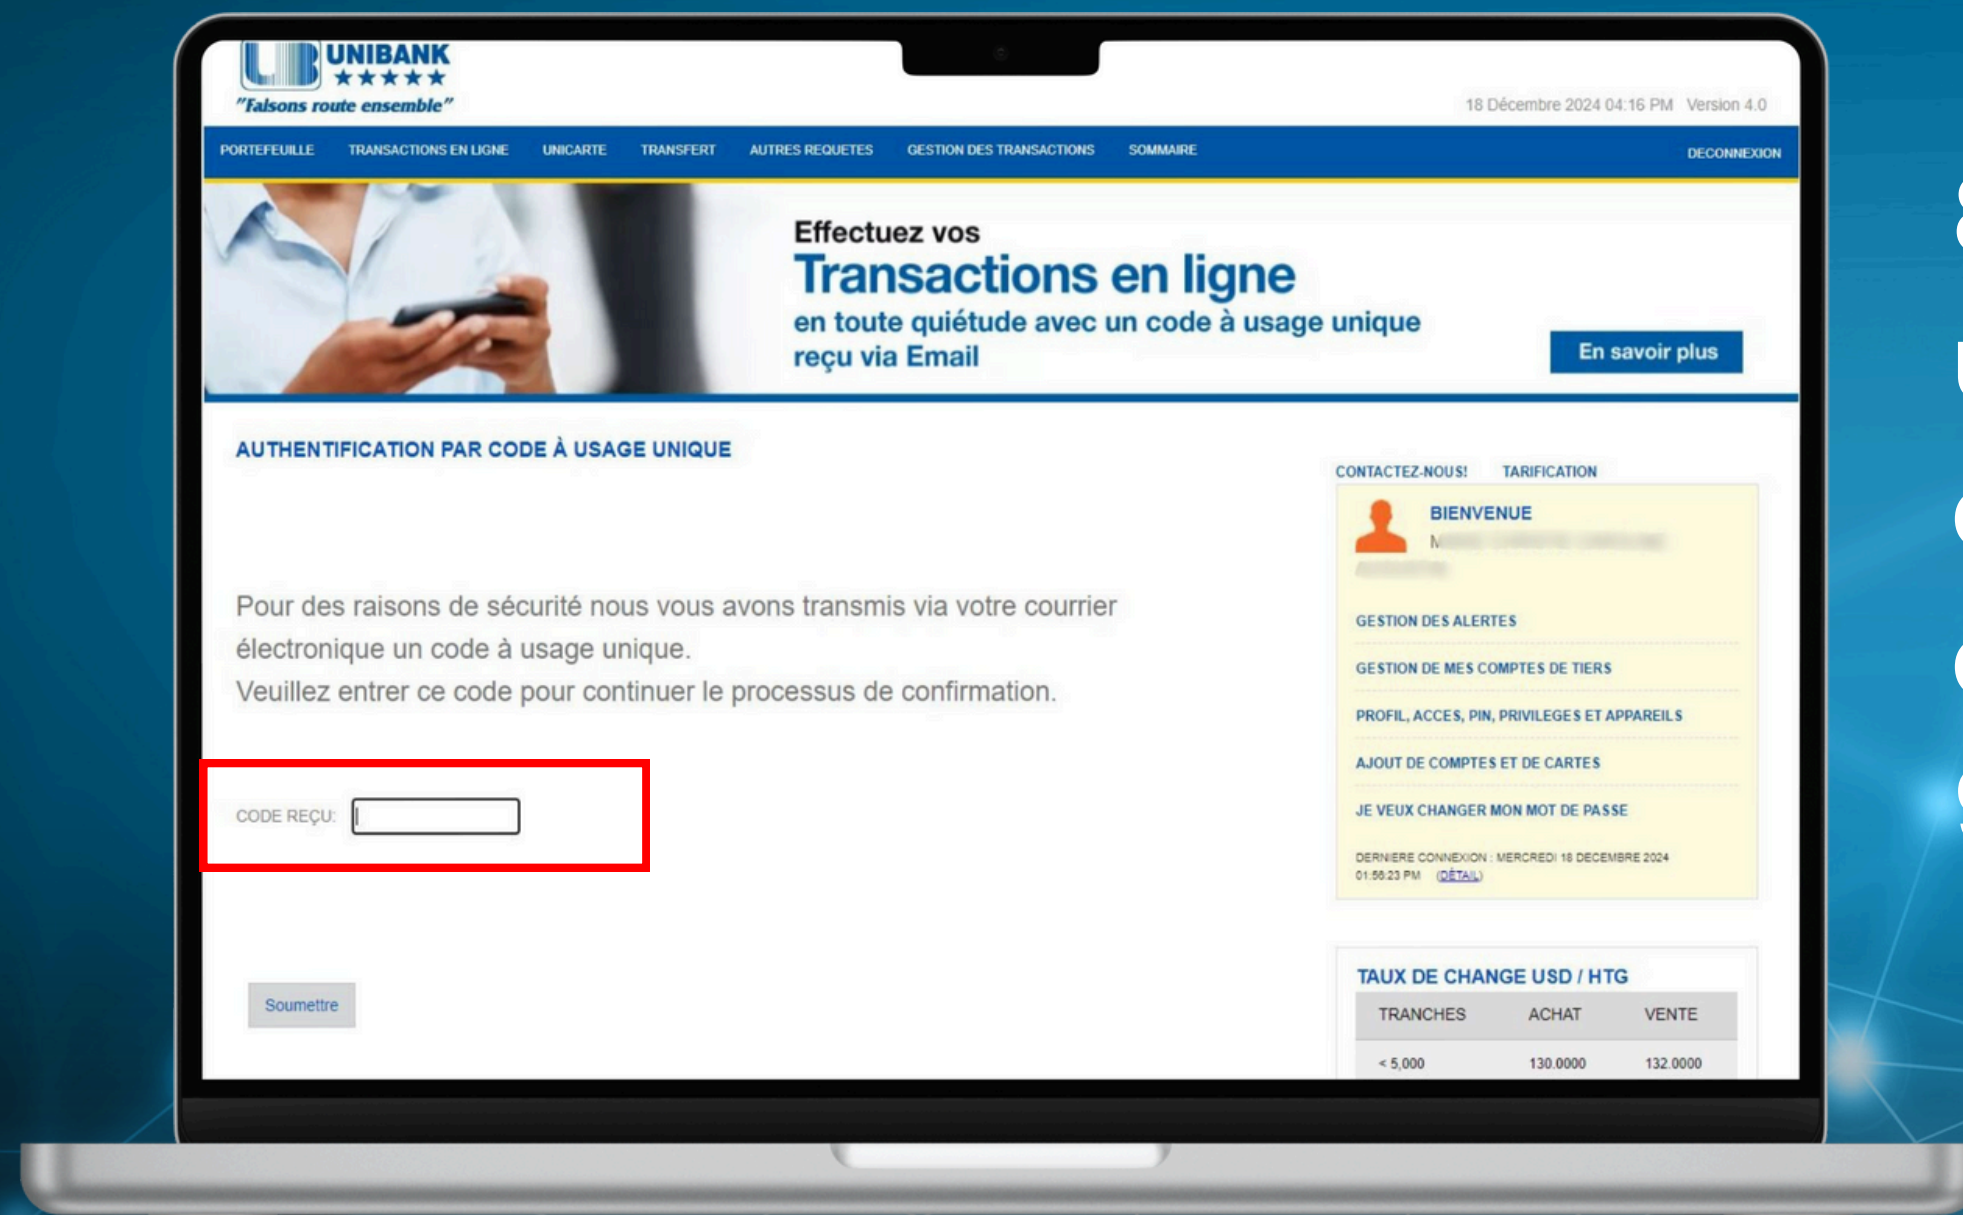 UNIBANK
"Faisons route ensemble"
18 Décembre 2024 04:16 PM Version 4.0
PORTEFEUILLE TRANSACTIONS EN LIGNE UNICARTE TRANSFERT AUTRES REQUETES GESTION DES TRANSACTIONS SOMMAIRE DECONNEXION
Effectuez vos
Transactions en ligne
en toute quiétude avec un code à usage unique
reçu via Email
En savoir plus
AUTHENTIFICATION PAR CODE À USAGE UNIQUE
Pour des raisons de sécurité nous vous avons transmis via votre courrier
électronique un code à usage unique.
Veuillez entrer ce code pour continuer le processus de confirmation.
CODE REÇU:
Soumettre
CONTACTEZ-NOUS! TARIFICATION
BIENVENUE
GESTION DES ALERTES
GESTION DE MES COMPTES DE TIERS
PROFIL, ACCES, PIN, PRIVILEGES ET APPAREILS
AJOUT DE COMPTES ET DE CARTES
JE VEUX CHANGER MON MOT DE PASSE
DERNIERE CONNEXION : MERCREDI 18 DECEMBRE 2024
01:56:23 PM (DÉTAIL)
TAUX DE CHANGE USD / HTG
TRANCHES ACHAT VENTE
< 5,000 130.0000 132.0000